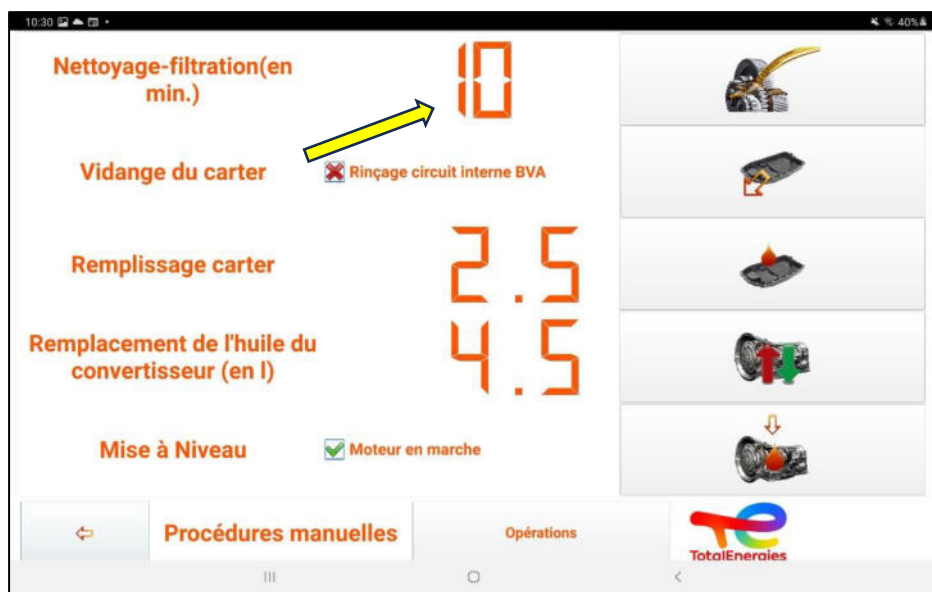 10:30
40%
Nettoyage-filtration(en
min.)
10
Vidange du carter
Rinçage circuit interne BVA
Remplissage carter
2.5
Remplacement de l'huile du
convertisseur (en l)
4.5
Mise à Niveau
Moteur en marche
Procédures manuelles
Opérations
TotalEnergies